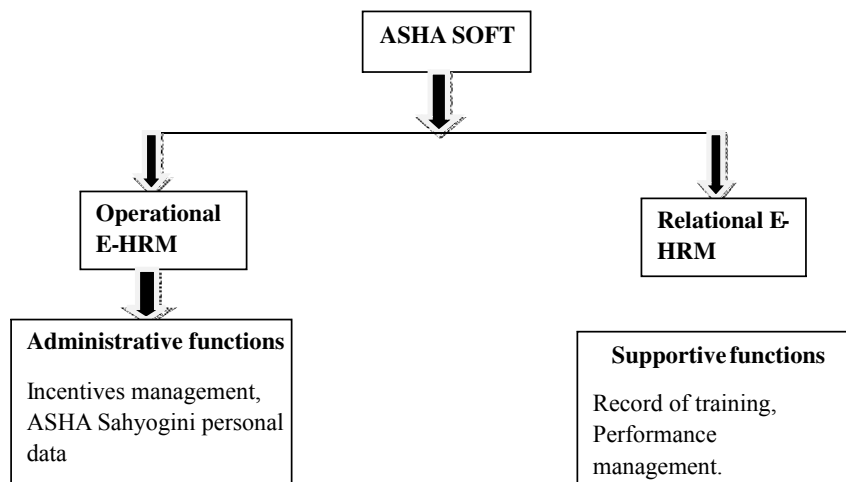 ASHA SOFT
Operational
E-HRM
Relational E-
HRM
Administrative functions
Incentives management,
ASHA Sahyogini personal
data
Supportive functions
Record of training,
Performance
management.